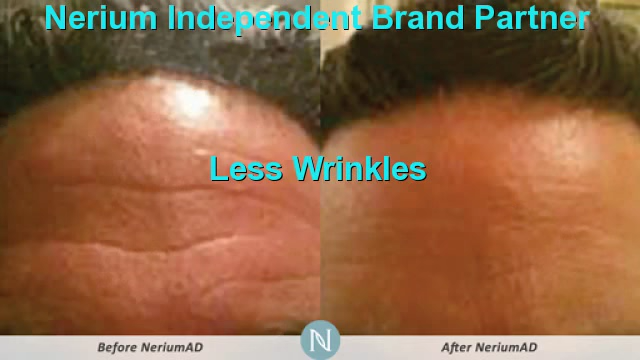 Nerium Independent Brand Partner
Less Wrinkles
Before NeriumAD
N
After NeriumAD